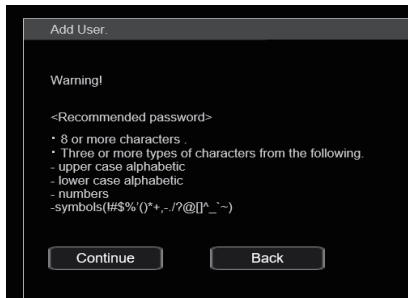 Add User.
Warning!
<Recommended password>
· 8 or more characters .
· Three or more types of characters from the following.
- upper case alphabetic
- lower case alphabetic
- numbers
-symbols(!#$%'()*+,-./?@[]^_`~)
Continue
Back